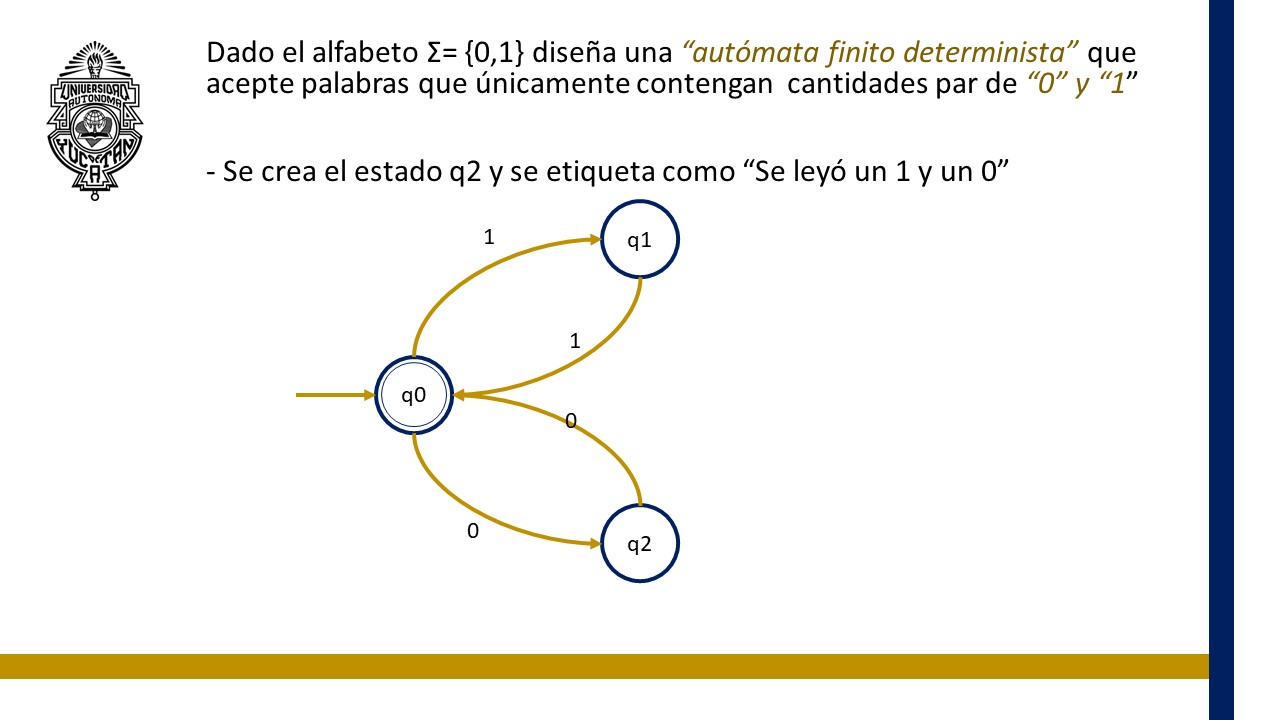 Dado el alfabeto Σ= {0,1} diseña una “autómata finito determinista” que
acepte palabras que únicamente contengan cantidades par de “0” y “1”
UNIVERSIDAD
AUTONOMA
YUCATAN
- Se crea el estado q2 y se etiqueta como “Se leyó un 1 y un 0”
1
q1
1
q0
0
0
q2